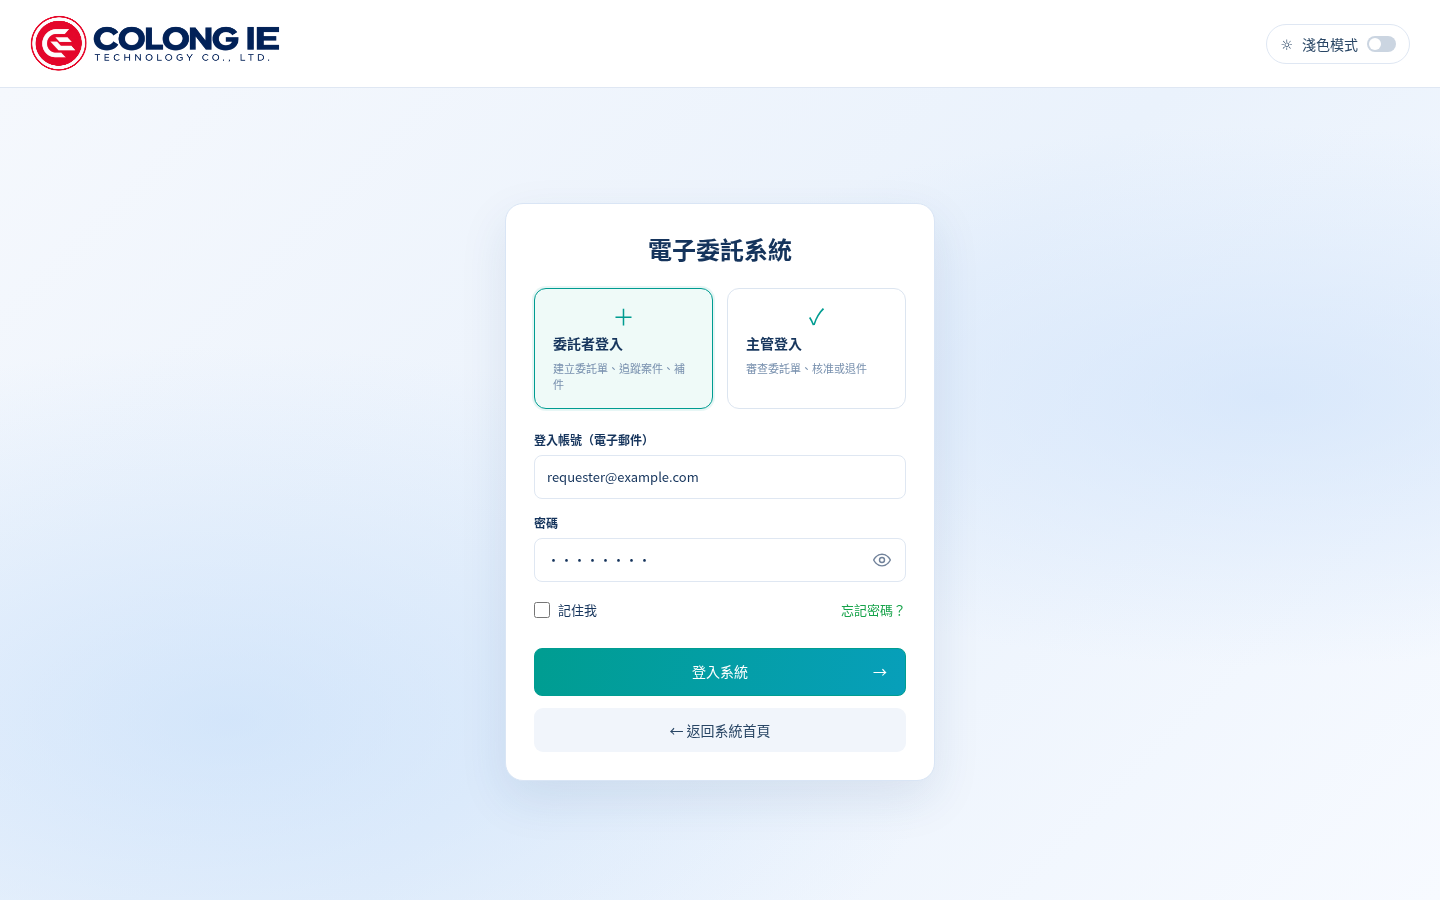 COLONG IE
TECHNOLOGY CO., LTD.
淺色模式
電子委託系統
委託者登入
建立委託單、追蹤案件、補
件
主管登入
審查委託單、核准或退件
登入帳號（電子郵件）
requester@example.com
密碼
••••••••
記住我
忘記密碼？
登入系統 →
← 返回系統首頁